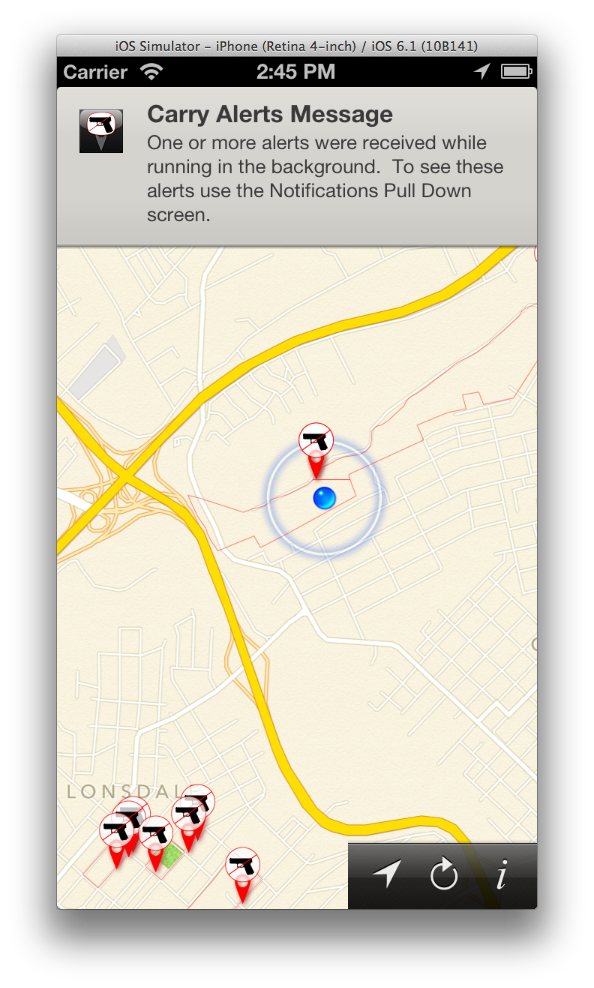 iOS Simulator – iPhone (Retina 4-inch) / iOS 6.1 (10B141)
Carrier 2:45 PM
Carry Alerts Message
One or more alerts were received while
running in the background.  To see these
alerts use the Notifications Pull Down
screen.
LONSDAL
i